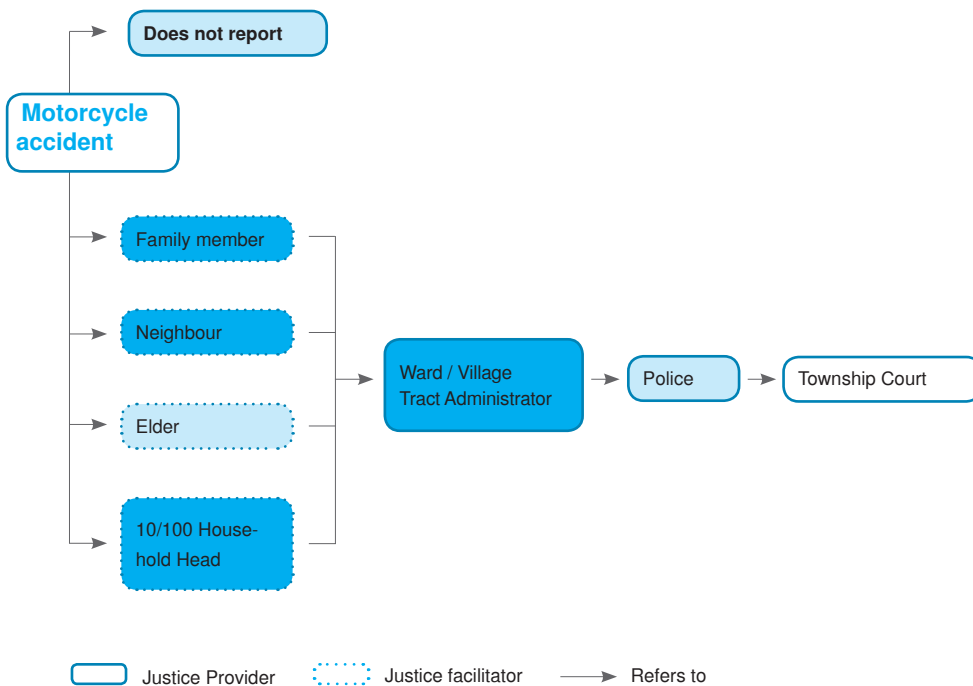 Does not report
Motorcycle
accident
Family member
Neighbour
Elder
10/100 House-
hold Head
Ward / Village
Tract Administrator
Police
Township Court
Justice Provider
Justice facilitator
Refers to